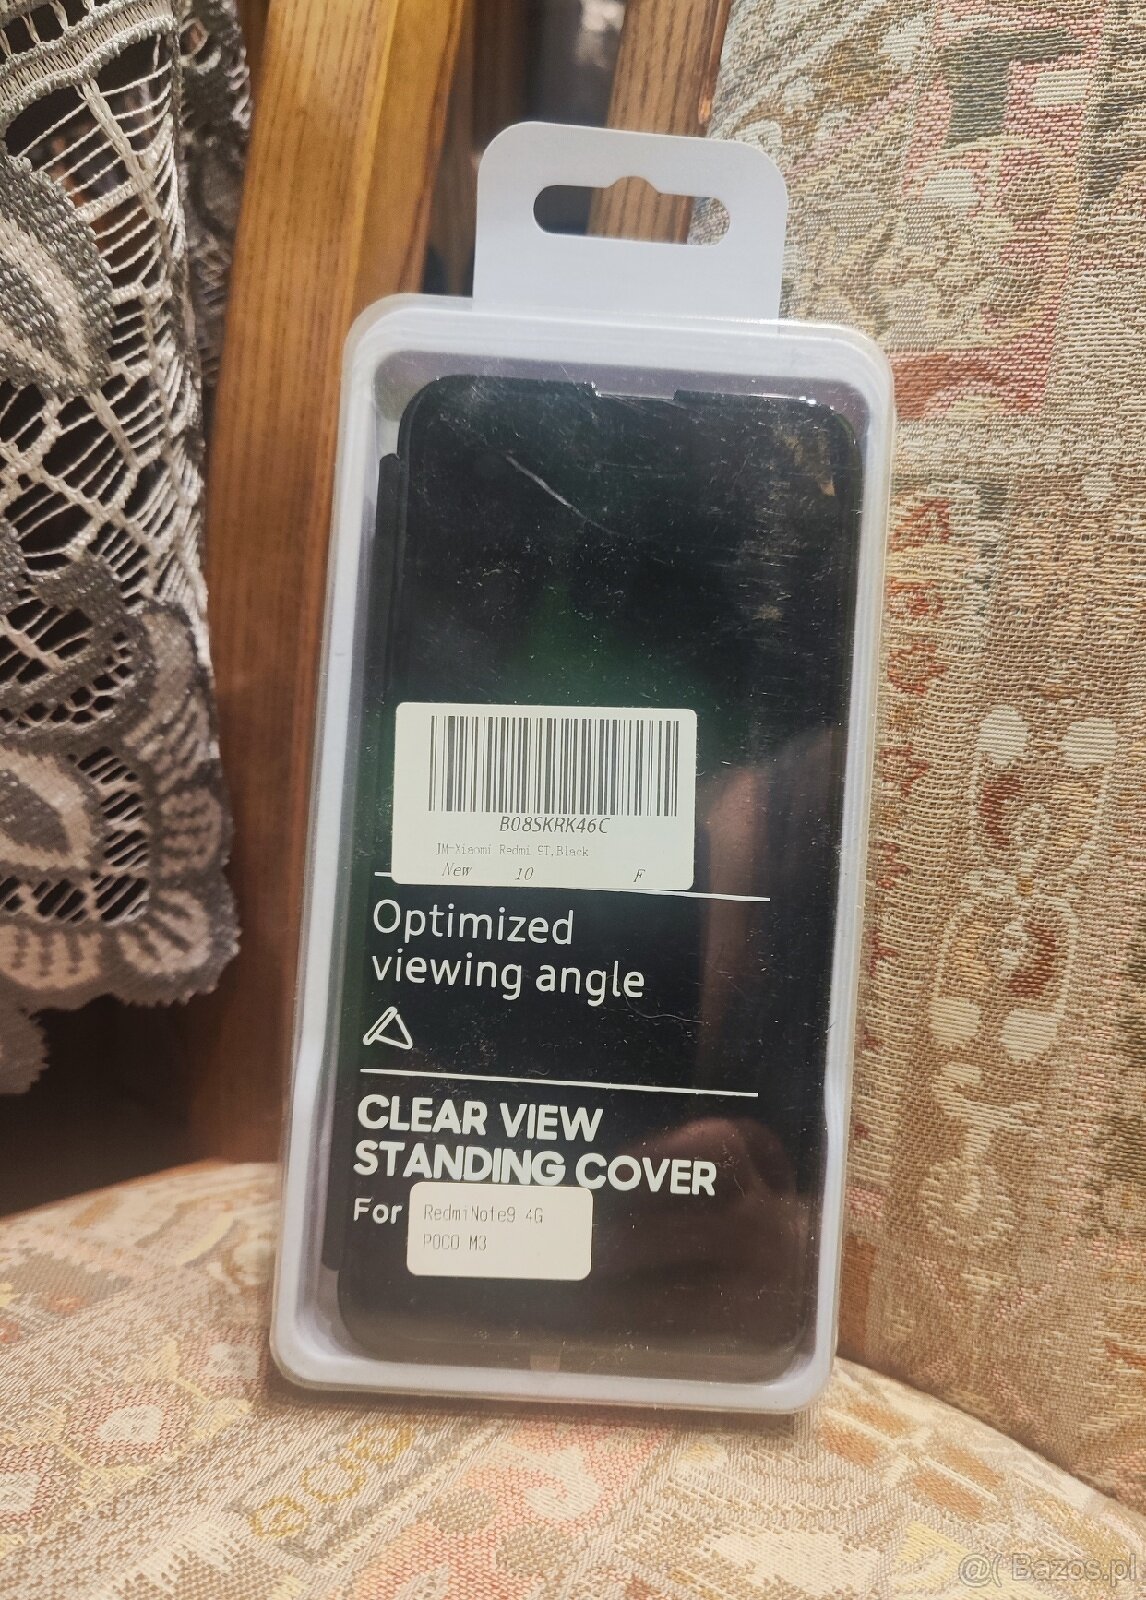 B08SKRK46C
JM-Xiaomi Redmi 9T,Black
New 10 F
Optimized
viewing angle
CLEAR VIEW
STANDING COVER
For RedmiNote9 4G
POCO M3
@( Bazos.pl